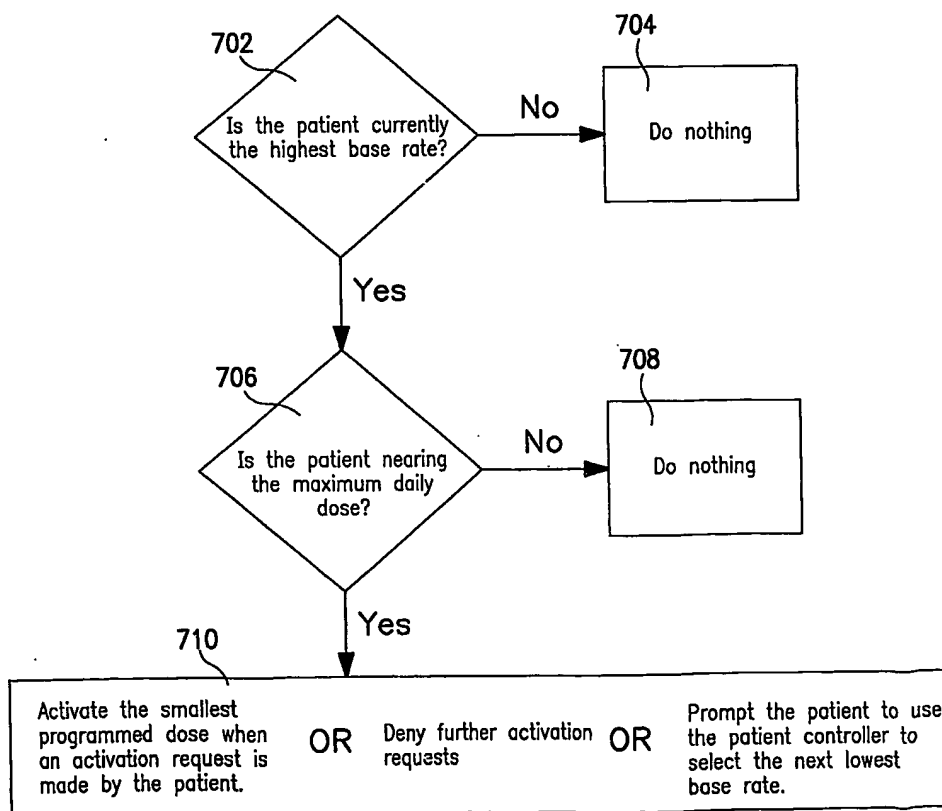 702
Is the patient currently
the highest base rate?
No
704
Do nothing
Yes
706
Is the patient nearing
the maximum daily
dose?
No
708
Do nothing
Yes
710
Activate the smallest
programmed dose when
an activation request is
made by the patient.
OR
Deny further activation
requests
OR
Prompt the patient to use
the patient controller to
select the next lowest
base rate.